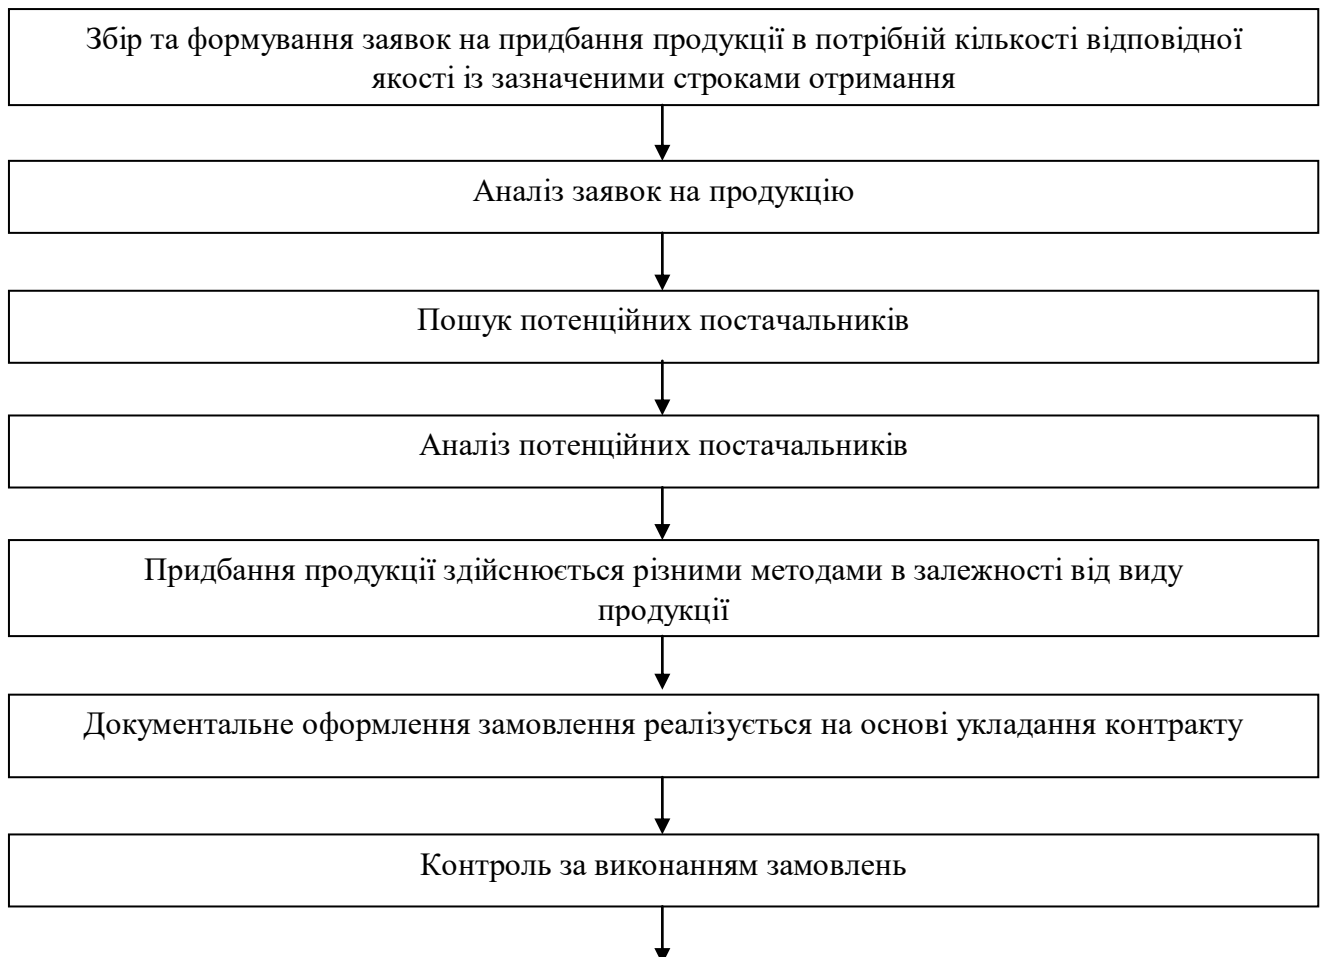 Збір та формування заявок на придбання продукції в потрібній кількості відповідної
якості із зазначеними строками отримання
Аналіз заявок на продукцію
Пошук потенційних постачальників
Аналіз потенційних постачальників
Придбання продукції здійснюється різними методами в залежності від виду
продукції
Документальне оформлення замовлення реалізується на основі укладання контракту
Контроль за виконанням замовлень